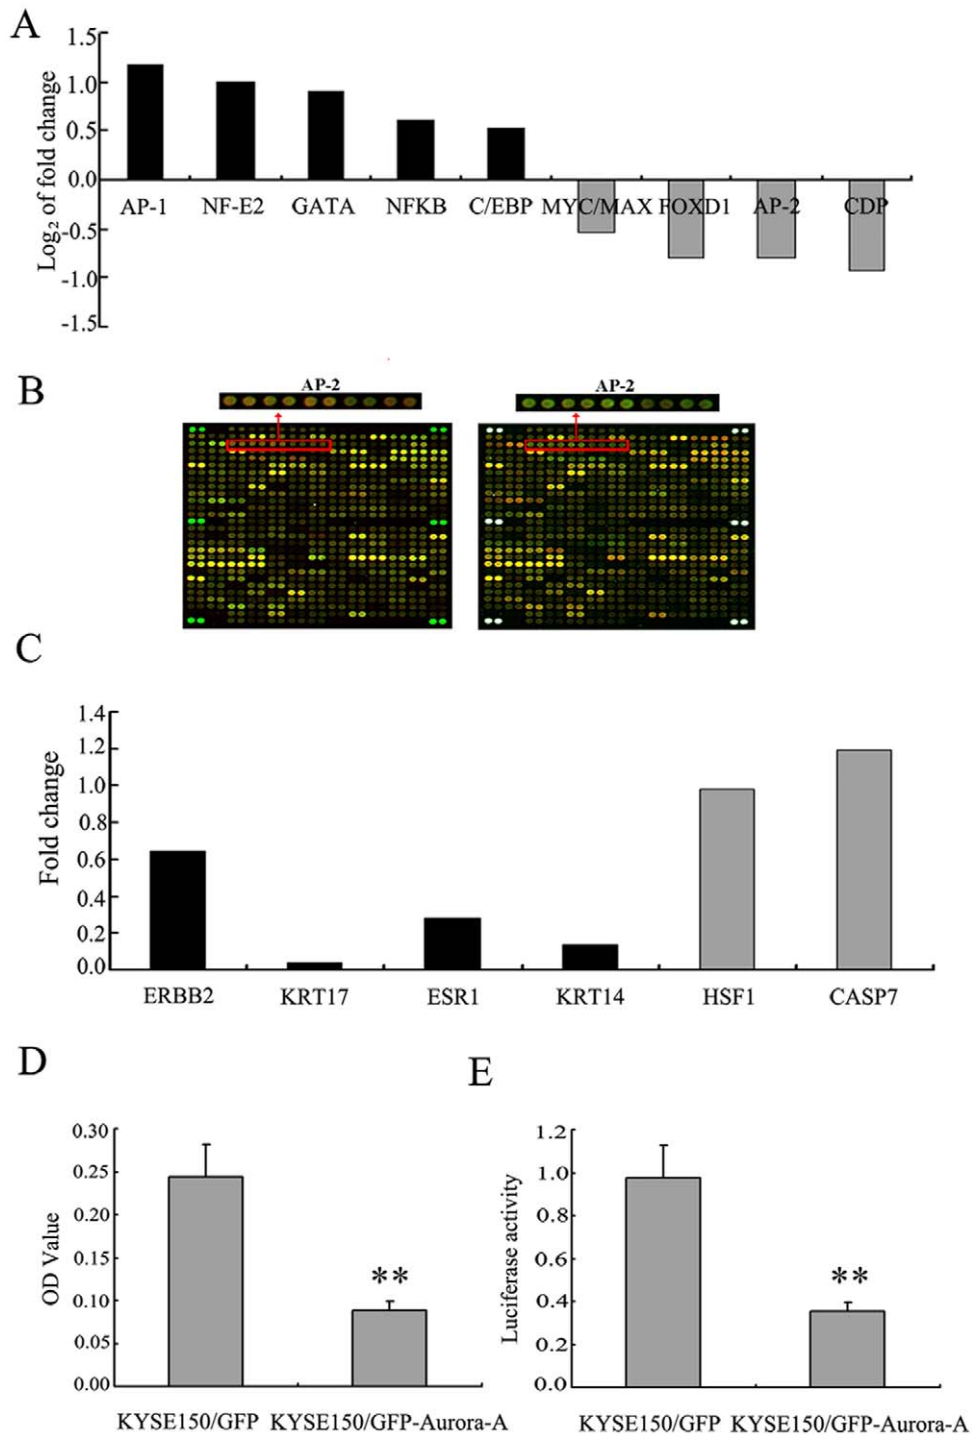 A
Log2 of fold change
1.5
1.0
0.5
0.0
-0.5
-1.0
-1.5
AP-1 NF-E2 GATA NFKB C/EBP MYC/MAX FOXD1 AP-2 CDP
B
AP-2
AP-2
C
Fold change
1.4
1.2
1.0
0.8
0.6
0.4
0.2
0.0
ERBB2 KRT17 ESR1 KRT14 HSF1 CASP7
D
OD Value
0.30
0.25
0.20
0.15
0.10
0.05
0.00
**
KYSE150/GFP KYSE150/GFP-Aurora-A
E
Luciferase activity
1.2
1.0
0.8
0.6
0.4
0.2
0.0
**
KYSE150/GFP KYSE150/GFP-Aurora-A